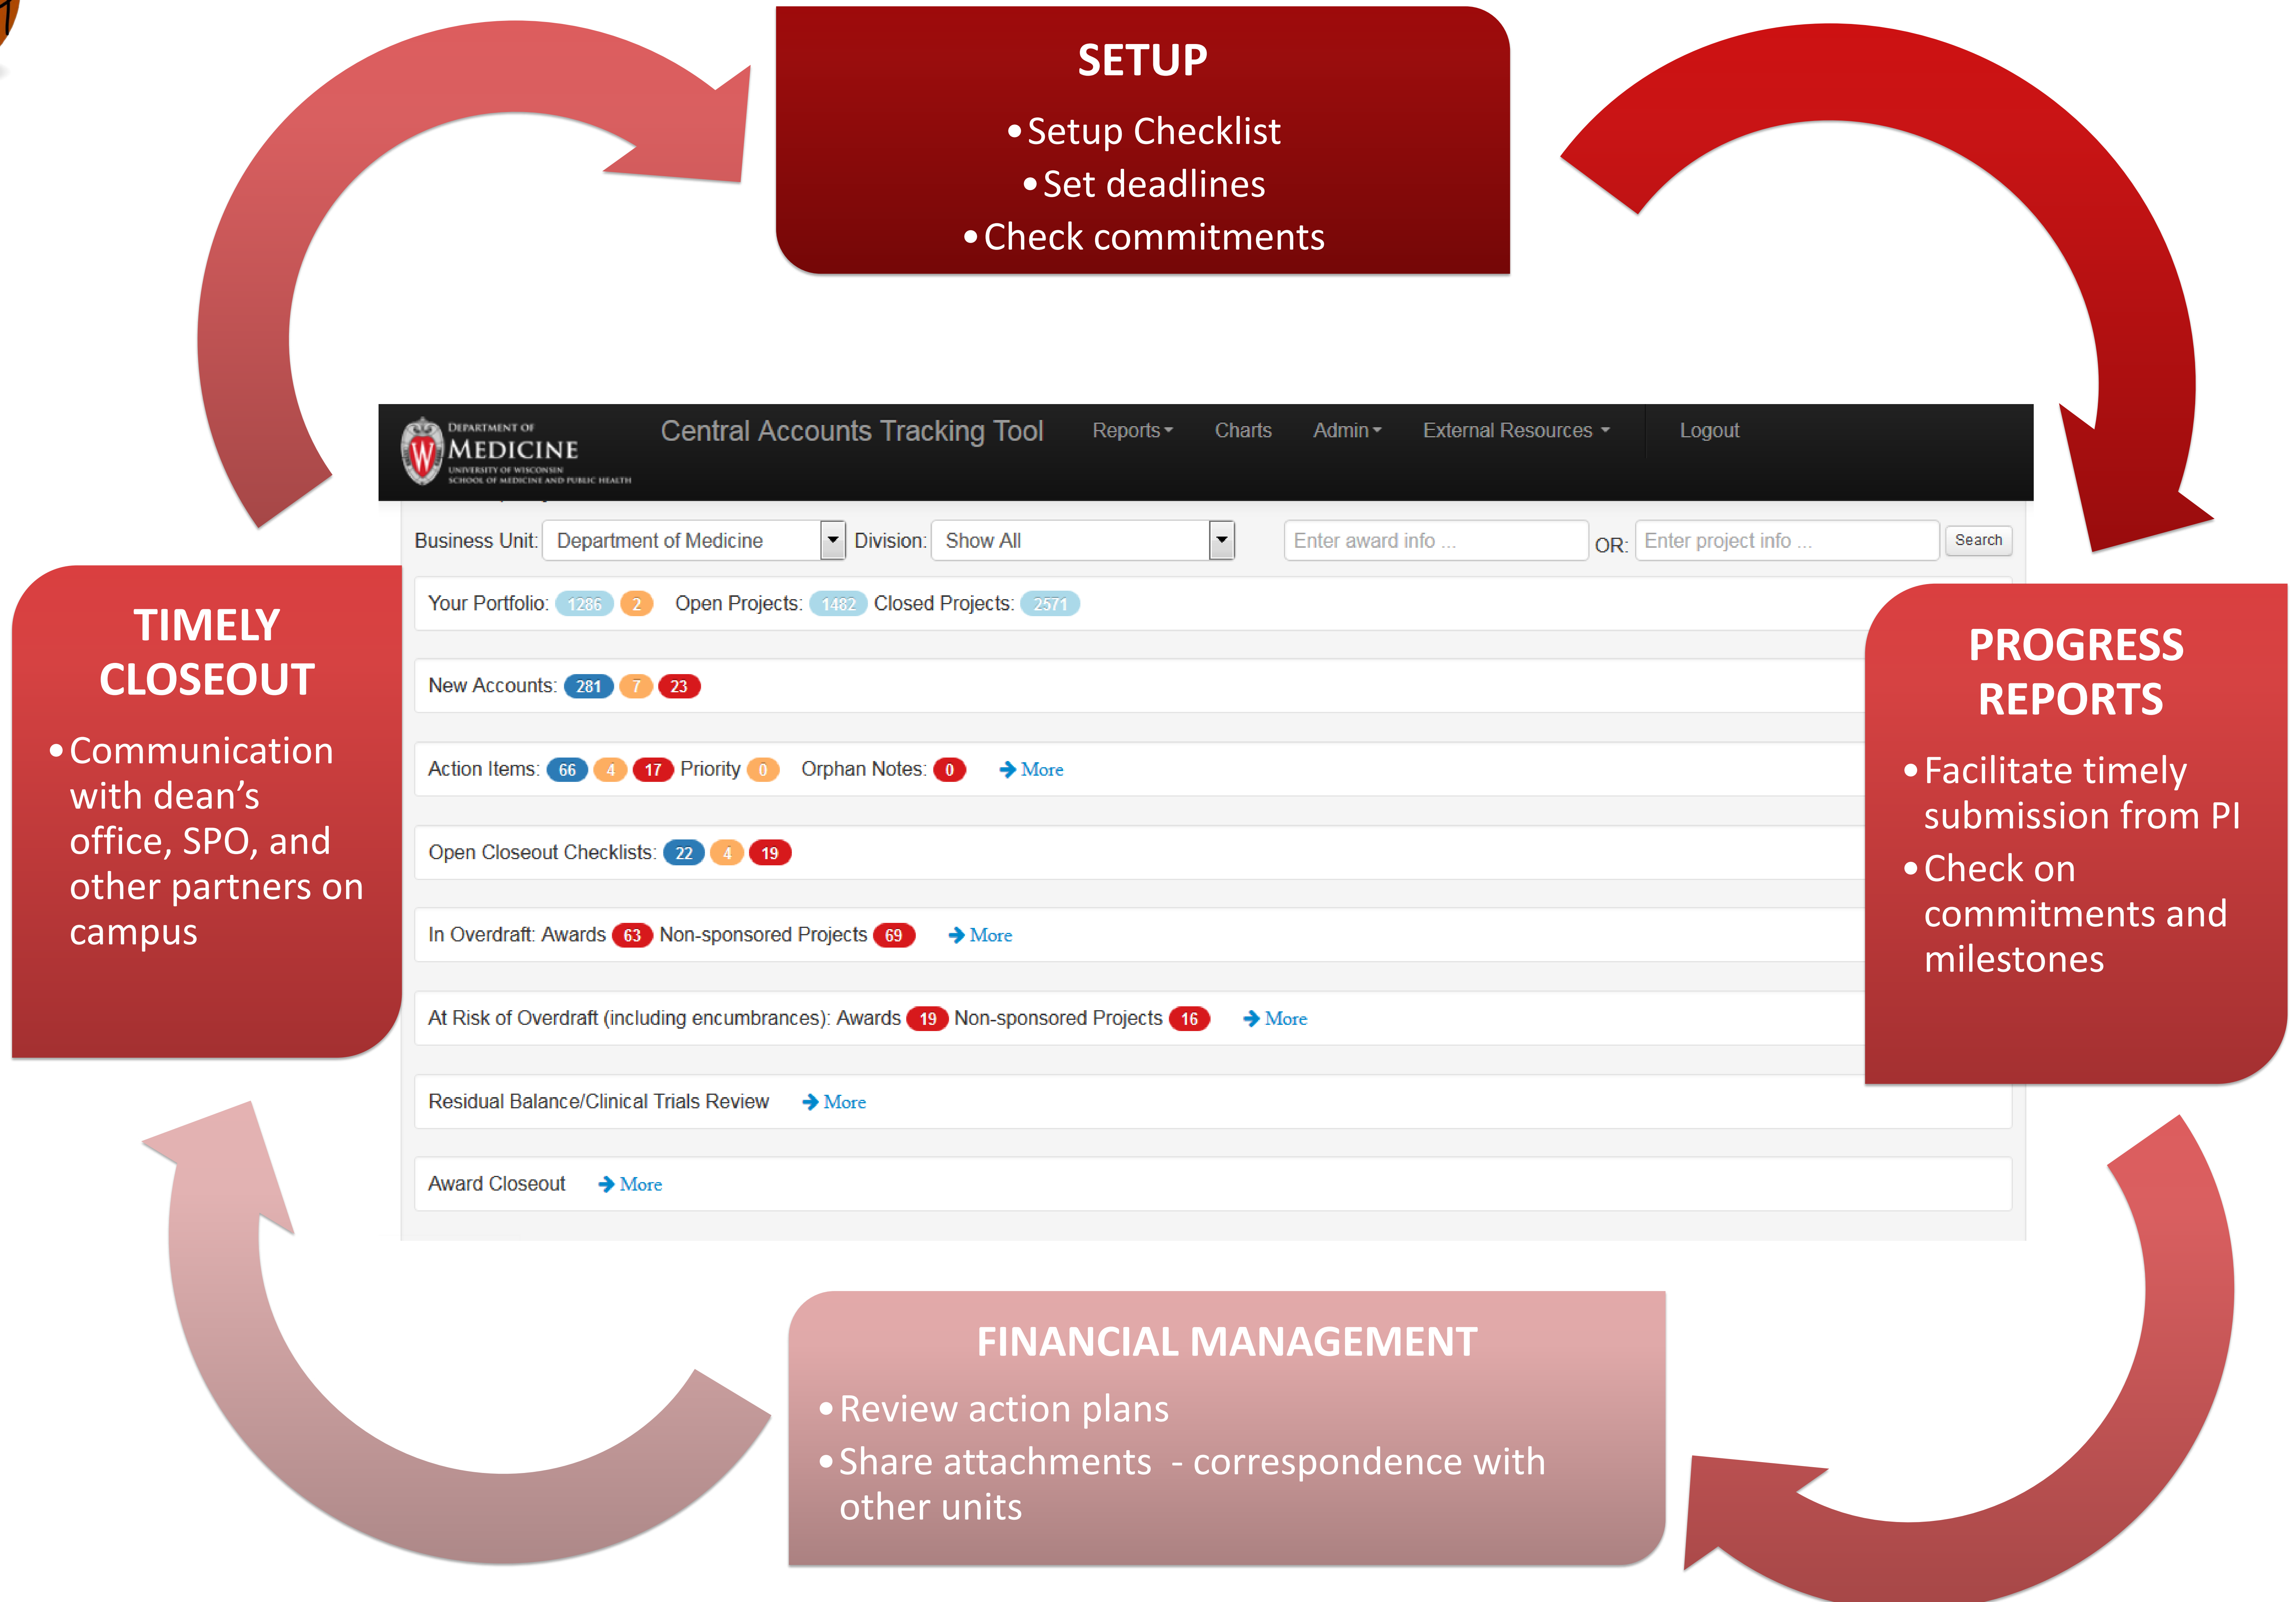 SETUP
•Setup Checklist
•Set deadlines
•Check commitments
DEPARTMENT OF
MEDICINE
UNIVERSITY OF WISCONSIN
SCHOOL OF MEDICINE AND PUBLIC HEALTH
Central Accounts Tracking Tool Reports Charts Admin External Resources Logout
Business Unit: Department of Medicine Division: Show All Enter award info ... OR: Enter project info ... Search
Your Portfolio: 1286 2 Open Projects: 1482 Closed Projects: 2571
New Accounts: 281 7 23
Action Items: 66 4 17 Priority 0 Orphan Notes: 0 More
Open Closeout Checklists: 22 4 19
In Overdraft: Awards 63 Non-sponsored Projects 69 More
At Risk of Overdraft (including encumbrances): Awards 19 Non-sponsored Projects 16 More
Residual Balance/Clinical Trials Review More
Award Closeout More
PROGRESS
REPORTS
•Facilitate timely
submission from PI
•Check on
commitments and
milestones
FINANCIAL MANAGEMENT
•Review action plans
•Share attachments - correspondence with
other units
TIMELY
CLOSEOUT
•Communication
with dean’s
office, SPO, and
other partners on
campus